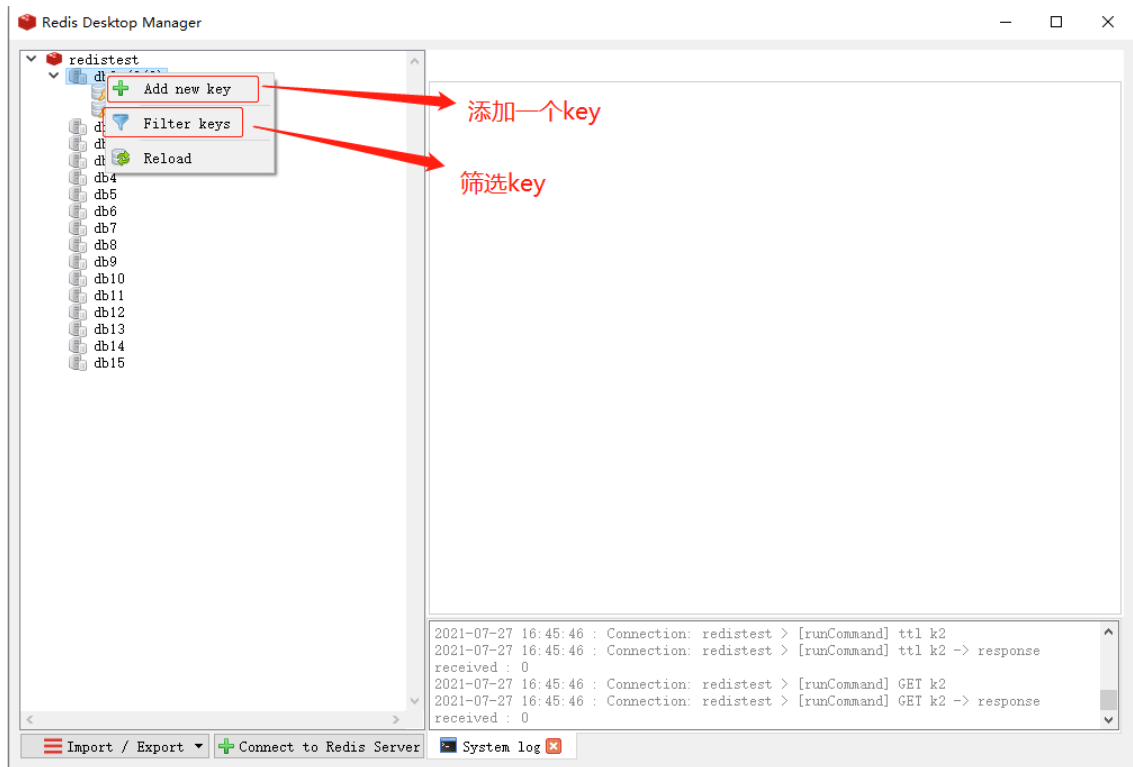 Redis Desktop Manager
redistest
Add new key
添加一个key
Filter keys
筛选key
Reload
db4
db5
db6
db7
db8
db9
db10
db11
db12
db13
db14
db15
2021-07-27 16:45:46 : Connection: redistest > [runCommand] ttl k2
2021-07-27 16:45:46 : Connection: redistest > [runCommand] ttl k2 -> response
received : 0
2021-07-27 16:45:46 : Connection: redistest > [runCommand] GET k2
2021-07-27 16:45:46 : Connection: redistest > [runCommand] GET k2 -> response
received : 0
Import / Export
Connect to Redis Server
System log